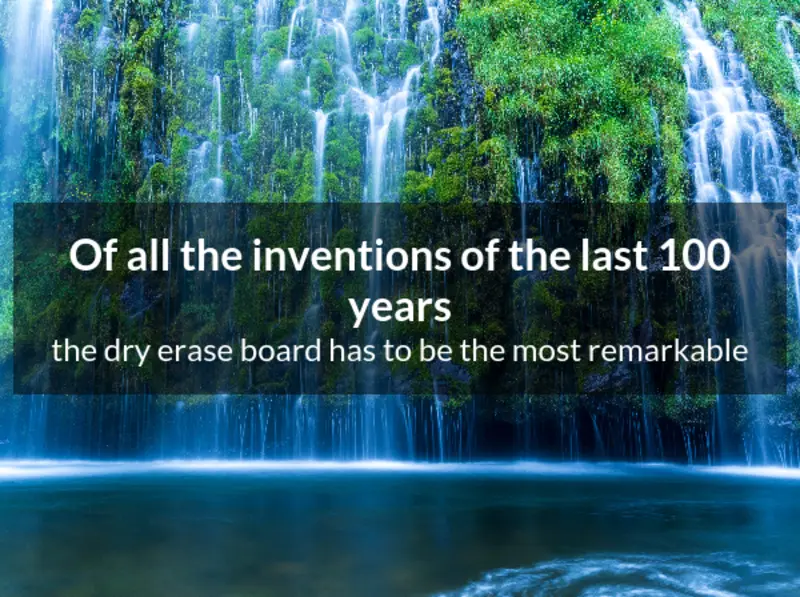 Of all the inventions of the last 100
years
the dry erase board has to be the most remarkable